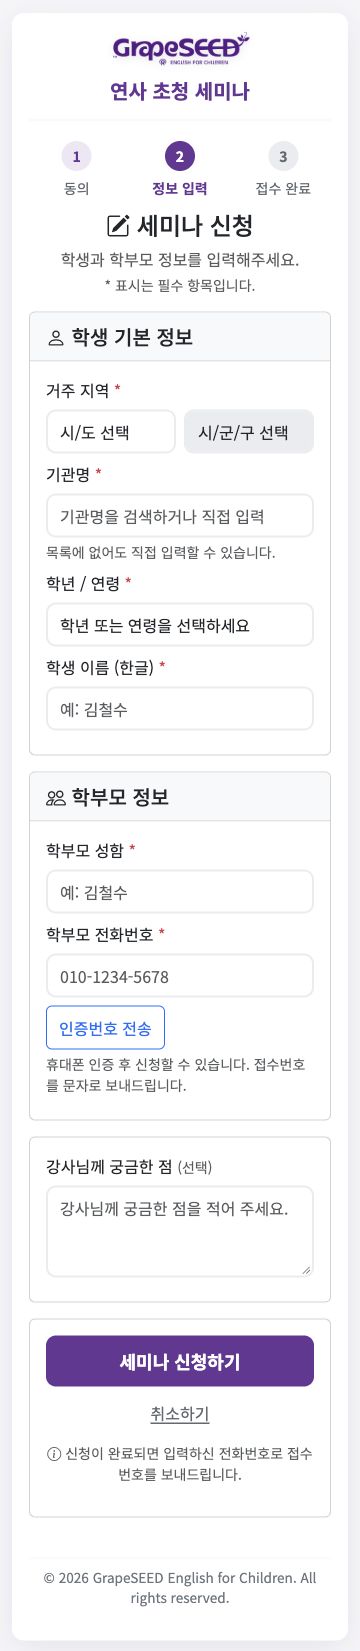 GrapeSEED
ENGLISH FOR CHILDREN
연사 초청 세미나
1
2
3
동의
정보 입력
접수 완료
세미나 신청
학생과 학부모 정보를 입력해주세요.
* 표시는 필수 항목입니다.
학생 기본 정보
거주 지역 *
시/도 선택
시/군/구 선택
기관명 *
기관명을 검색하거나 직접 입력
목록에 없어도 직접 입력할 수 있습니다.
학년 / 연령 *
학년 또는 연령을 선택하세요
학생 이름 (한글) *
예: 김철수
학부모 정보
학부모 성함 *
예: 김철수
학부모 전화번호 *
010-1234-5678
인증번호 전송
휴대폰 인증 후 신청할 수 있습니다. 접수번호
를 문자로 보내드립니다.
강사님께 궁금한 점 (선택)
강사님께 궁금한 점을 적어 주세요.
세미나 신청하기
취소하기
신청이 완료되면 입력하신 전화번호로 접수
번호를 보내드립니다.
© 2026 GrapeSEED English for Children. All
rights reserved.